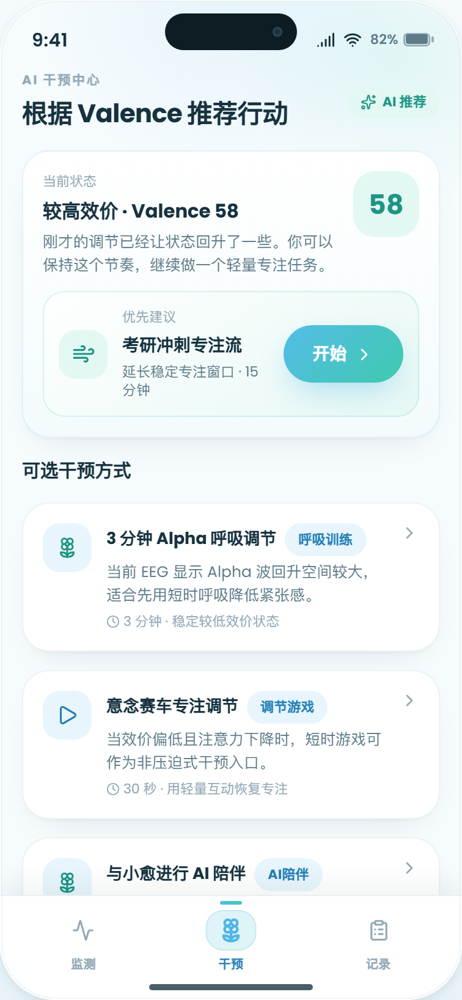 9:41
82%
AI 干预中心
根据 Valence 推荐行动
AI 推荐
当前状态
较高效价 · Valence 58
58
刚才的调节已经让状态回升了一些。你可以
保持这个节奏，继续做一个轻量专注任务。
优先建议
考研冲刺专注流
延长稳定专注窗口 · 15
分钟
开始
可选干预方式
3 分钟 Alpha 呼吸调节
呼吸训练
当前 EEG 显示 Alpha 波回升空间较大，
适合先用短时呼吸降低紧张感。
3 分钟 · 稳定较低效价状态
意念赛车专注调节
调节游戏
当效价偏低且注意力下降时，短时游戏可
作为非压迫式干预入口。
30 秒 · 用轻量互动恢复专注
与小愈进行 AI 陪伴
AI陪伴
监测
干预
记录